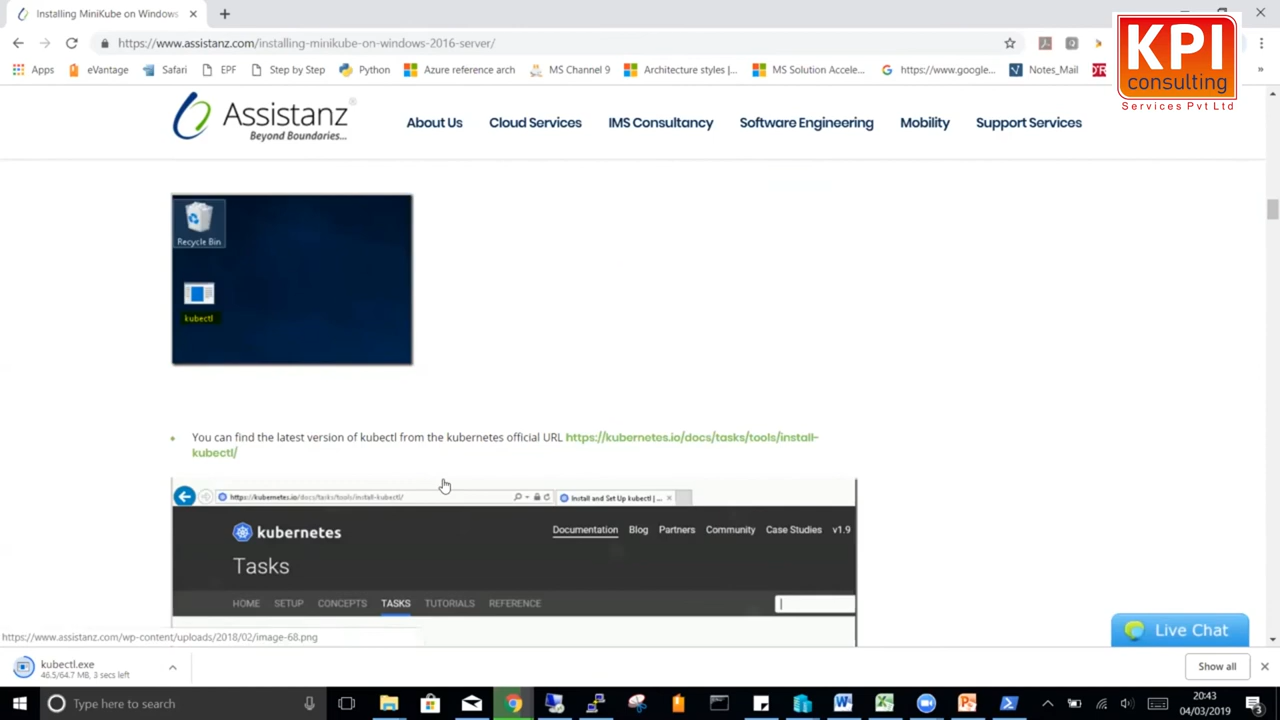 Installing MiniKube on Windows
https://www.assistanz.com/installing-minikube-on-windows-2016-server/
Apps
eVantage
Safari
EPF
Step by Step
Python
Azure reference arch
MS Channel 9
Architecture styles |...
MS Solution Accele...
https://www.google...
Notes_Mail
KPI
consulting
Services Pvt Ltd
Assistanz
Beyond Boundaries...
About Us
Cloud Services
IMS Consultancy
Software Engineering
Mobility
Support Services
Recycle Bin
kubectl
You can find the latest version of kubectl from the kubernetes official URL https://kubernetes.io/docs/tasks/tools/install-
kubectl/
https://kubernetes.io/docs/tasks/tools/install-kubectl/
Install and Set Up kubectl | ...
kubernetes
Documentation
Blog
Partners
Community
Case Studies
v1.9
Tasks
HOME
SETUP
CONCEPTS
TASKS
TUTORIALS
REFERENCE
Live Chat
https://www.assistanz.com/wp-content/uploads/2018/02/image-68.png
kubectl.exe
46.5/64.7 MB, 3 secs left
Show all
Type here to search
20:43
04/03/2019
3